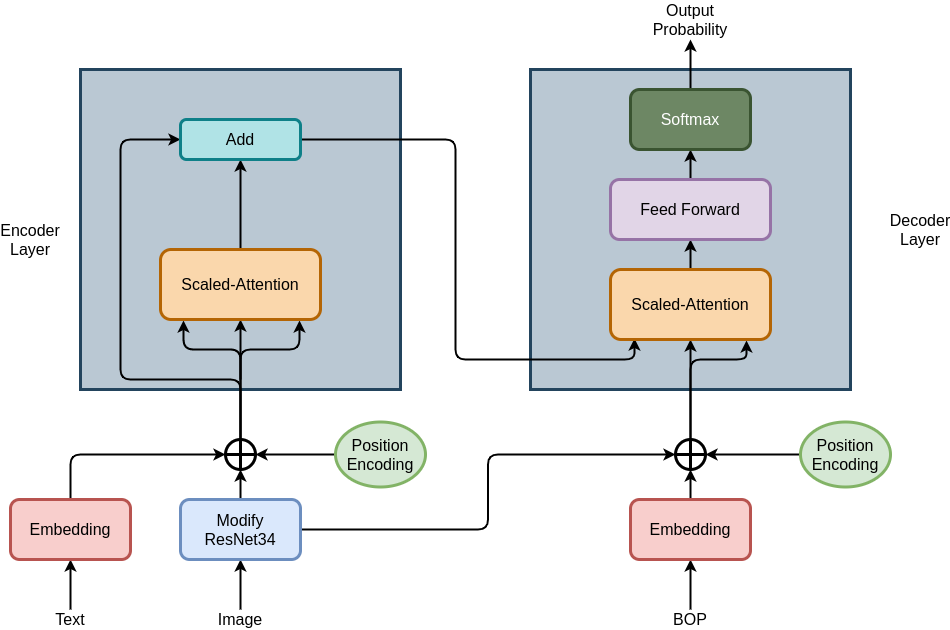 Output
Probability
Softmax
Add
Feed Forward
Encoder
Layer
Decoder
Layer
Scaled-Attention
Scaled-Attention
Position
Encoding
Position
Encoding
Embedding
Modify
ResNet34
Embedding
Text
Image
BOP